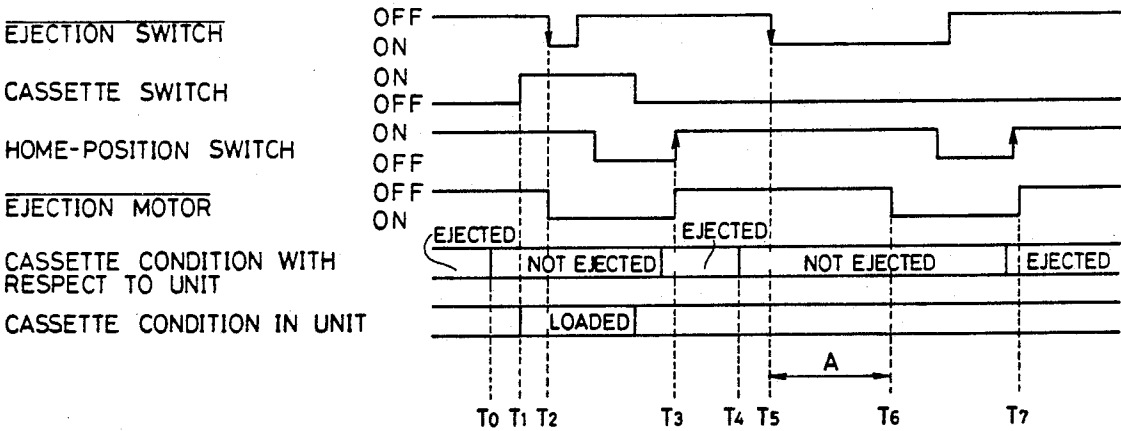 EJECTION SWITCH
OFF
ON
CASSETTE SWITCH
ON
OFF
HOME-POSITION SWITCH
ON
OFF
EJECTION MOTOR
OFF
ON
CASSETTE CONDITION WITH
RESPECT TO UNIT
EJECTED
NOT EJECTED
EJECTED
NOT EJECTED
EJECTED
CASSETTE CONDITION IN UNIT
LOADED
A
T0 T1 T2 T3 T4 T5 T6 T7